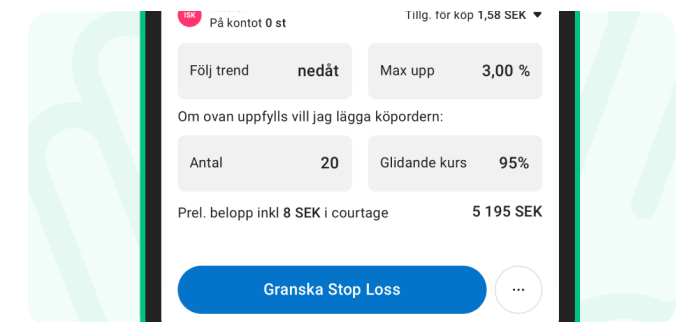 ISK
Tillg. för köp 1,58 SEK
På kontot 0 st
Följ trend nedåt Max upp 3,00 %
Om ovan uppfylls vill jag lägga köpordern:
Antal 20 Glidande kurs 95%
Prel. belopp inkl 8 SEK i courtage 5 195 SEK
Granska Stop Loss ...